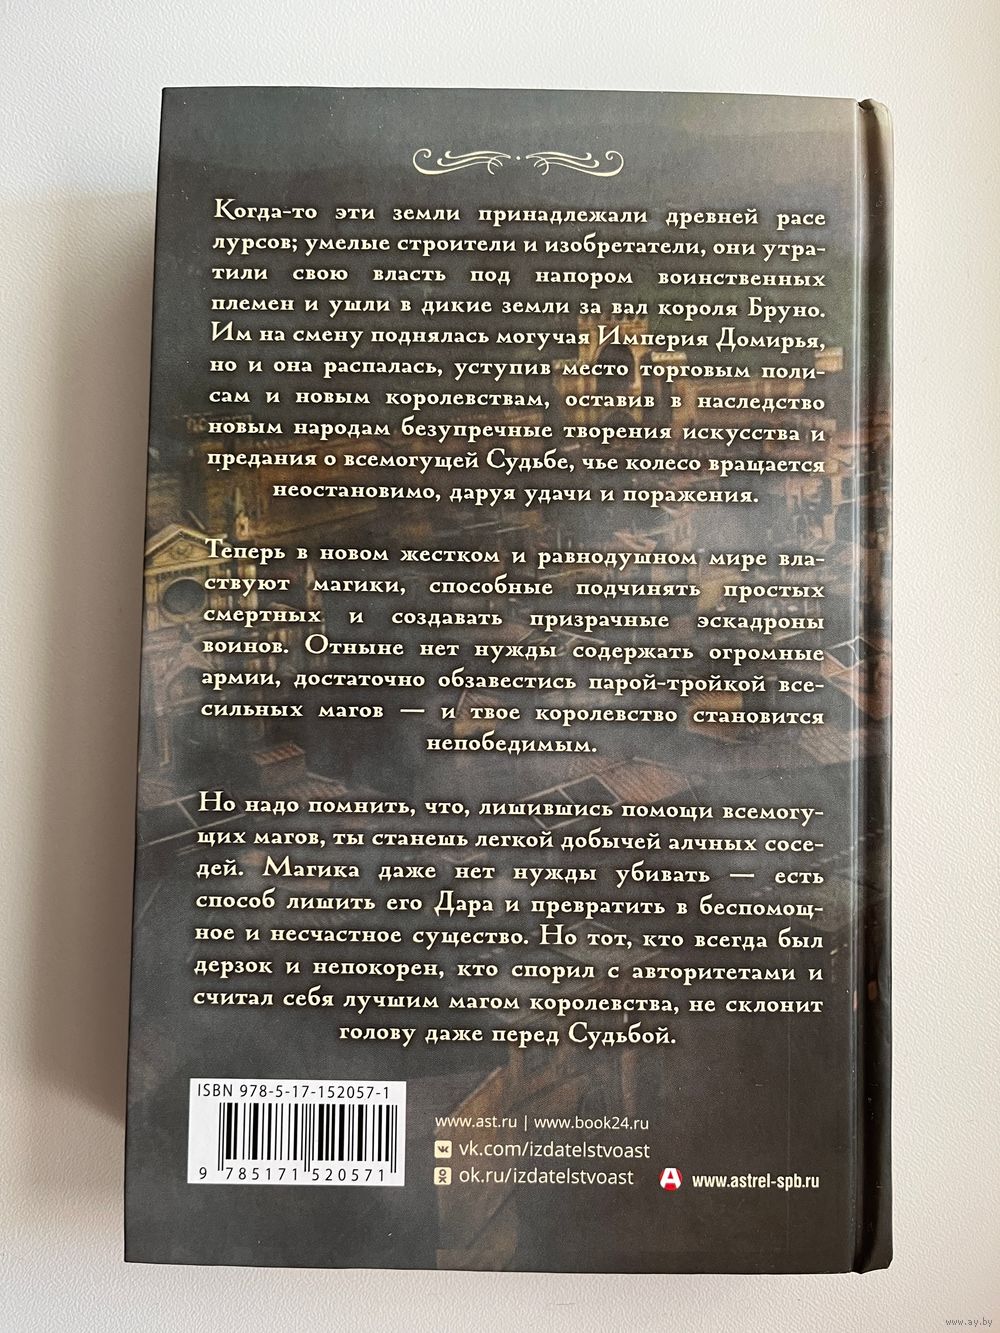 Когда-то эти земли принадлежали древней расе
лурсов; умелые строители и изобретатели, они утра-
тили свою власть под напором воинственных
племен и ушли в дикие земли за вал короля Бруно.
Им на смену поднялась могучая Империя Домирья,
но и она распалась, уступив место торговым поли-
сам и новым королевствам, оставив в наследство
новым народам безупречные творения искусства и
предания о всемогущей Судьбе, чье колесо вращается
неостановимо, даруя удачи и поражения.
Теперь в новом жестком и равнодушном мире вла-
ствуют магики, способные подчинять простых
смертных и создавать призрачные эскадроны
воинов. Отныне нет нужды содержать огромные
армии, достаточно обзавестись парой-тройкой все-
сильных магов — и твое королевство становится
непобедимым.
Но надо помнить, что, лишившись помощи всемогу-
щих магов, ты станешь легкой добычей алчных сосе-
дей. Магика даже нет нужды убивать — есть
способ лишить его Дара и превратить в беспомощ-
ное и несчастное существо. Но тот, кто всегда был
дерзок и непокорен, кто спорил с авторитетами и
считал себя лучшим магом королевства, не склонит
голову даже перед Судьбой.
ISBN 978-5-17-152057-1
9 785171 520571
www.ast.ru | www.book24.ru
vk.com/izdatelstvoast
ok.ru/izdatelstvoast
www.astrel-spb.ru
www.ay.by